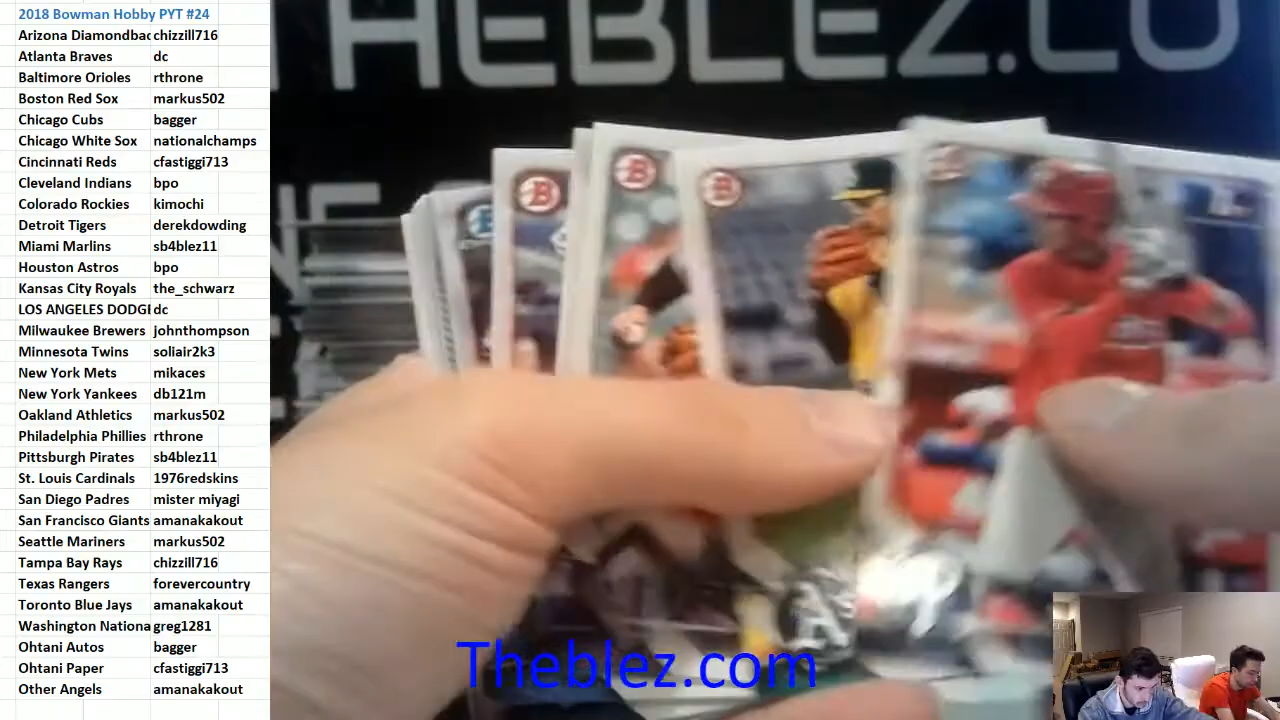 2018 Bowman Hobby PYT #24
Arizona Diamondbac chizzill716
Atlanta Braves dc
Baltimore Orioles rthrone
Boston Red Sox markus502
Chicago Cubs bagger
Chicago White Sox nationalchamps
Cincinnati Reds cfastiggi713
Cleveland Indians bpo
Colorado Rockies kimochi
Detroit Tigers derekdowding
Miami Marlins sb4blez11
Houston Astros bpo
Kansas City Royals the_schwarz
LOS ANGELES DODG dc
Milwaukee Brewers johnthompson
Minnesota Twins soliair2k3
New York Mets mikaces
New York Yankees db121m
Oakland Athletics markus502
Philadelphia Phillies rthrone
Pittsburgh Pirates sb4blez11
St. Louis Cardinals 1976redskins
San Diego Padres mister miyagi
San Francisco Giants amanakakout
Seattle Mariners markus502
Tampa Bay Rays chizzill716
Texas Rangers forevercountry
Toronto Blue Jays amanakakout
Washington Nationa greg1281
Ohtani Autos bagger
Ohtani Paper cfastiggi713
Other Angels amanakakout
THEBLEZ.CO
B B B
A's
Theblez.com